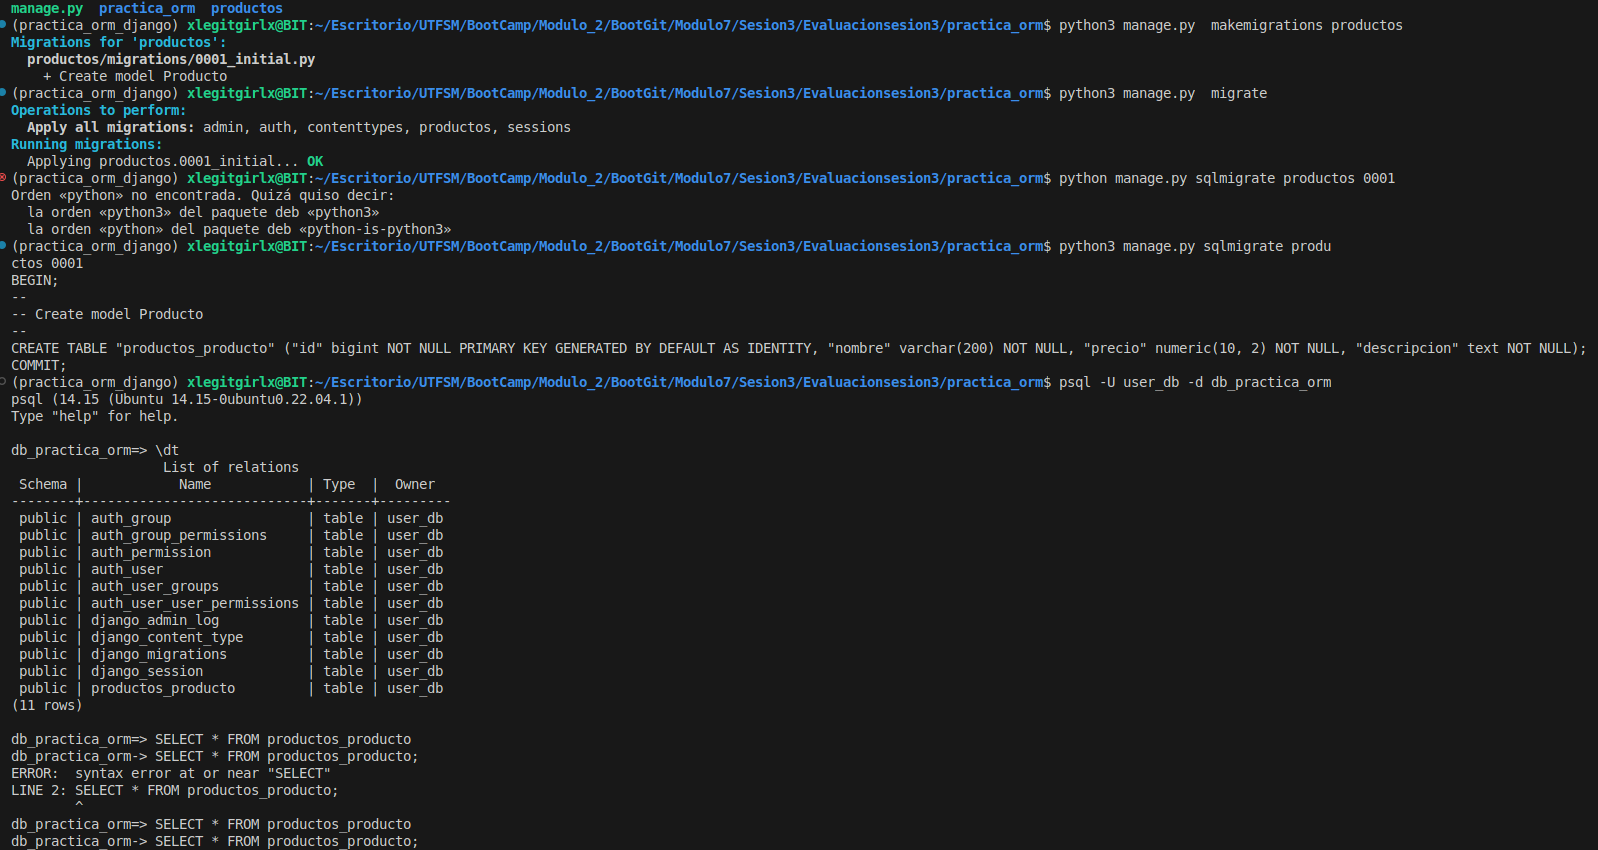 manage.py  practica_orm  productos
(practica_orm_django) xlegitgirlx@BIT:~/Escritorio/UTFSM/BootCamp/Modulo_2/BootGit/Modulo7/Sesion3/Evaluacionsesion3/practica_orm$ python3 manage.py  makemigrations productos
Migrations for 'productos':
  productos/migrations/0001_initial.py
    + Create model Producto
(practica_orm_django) xlegitgirlx@BIT:~/Escritorio/UTFSM/BootCamp/Modulo_2/BootGit/Modulo7/Sesion3/Evaluacionsesion3/practica_orm$ python3 manage.py  migrate
Operations to perform:
  Apply all migrations: admin, auth, contenttypes, productos, sessions
Running migrations:
  Applying productos.0001_initial... OK
(practica_orm_django) xlegitgirlx@BIT:~/Escritorio/UTFSM/BootCamp/Modulo_2/BootGit/Modulo7/Sesion3/Evaluacionsesion3/practica_orm$ python manage.py sqlmigrate productos 0001
Orden «python» no encontrada. Quizá quiso decir:
  la orden «python3» del paquete deb «python3»
  la orden «python» del paquete deb «python-is-python3»
(practica_orm_django) xlegitgirlx@BIT:~/Escritorio/UTFSM/BootCamp/Modulo_2/BootGit/Modulo7/Sesion3/Evaluacionsesion3/practica_orm$ python3 manage.py sqlmigrate produ
ctos 0001
BEGIN;
--
-- Create model Producto
--
CREATE TABLE "productos_producto" ("id" bigint NOT NULL PRIMARY KEY GENERATED BY DEFAULT AS IDENTITY, "nombre" varchar(200) NOT NULL, "precio" numeric(10, 2) NOT NULL, "descripcion" text NOT NULL);
COMMIT;
(practica_orm_django) xlegitgirlx@BIT:~/Escritorio/UTFSM/BootCamp/Modulo_2/BootGit/Modulo7/Sesion3/Evaluacionsesion3/practica_orm$ psql -U user_db -d db_practica_orm
psql (14.15 (Ubuntu 14.15-0ubuntu0.22.04.1))
Type "help" for help.

db_practica_orm=> \dt
                   List of relations
 Schema |            Name            | Type  |  Owner
--------+----------------------------+-------+---------
 public | auth_group                 | table | user_db
 public | auth_group_permissions     | table | user_db
 public | auth_permission            | table | user_db
 public | auth_user                  | table | user_db
 public | auth_user_groups           | table | user_db
 public | auth_user_user_permissions | table | user_db
 public | django_admin_log           | table | user_db
 public | django_content_type        | table | user_db
 public | django_migrations          | table | user_db
 public | django_session             | table | user_db
 public | productos_producto         | table | user_db
(11 rows)

db_practica_orm=> SELECT * FROM productos_producto
db_practica_orm-> SELECT * FROM productos_producto;
ERROR:  syntax error at or near "SELECT"
LINE 2: SELECT * FROM productos_producto;
        ^
db_practica_orm=> SELECT * FROM productos_producto
db_practica_orm-> SELECT * FROM productos_producto;